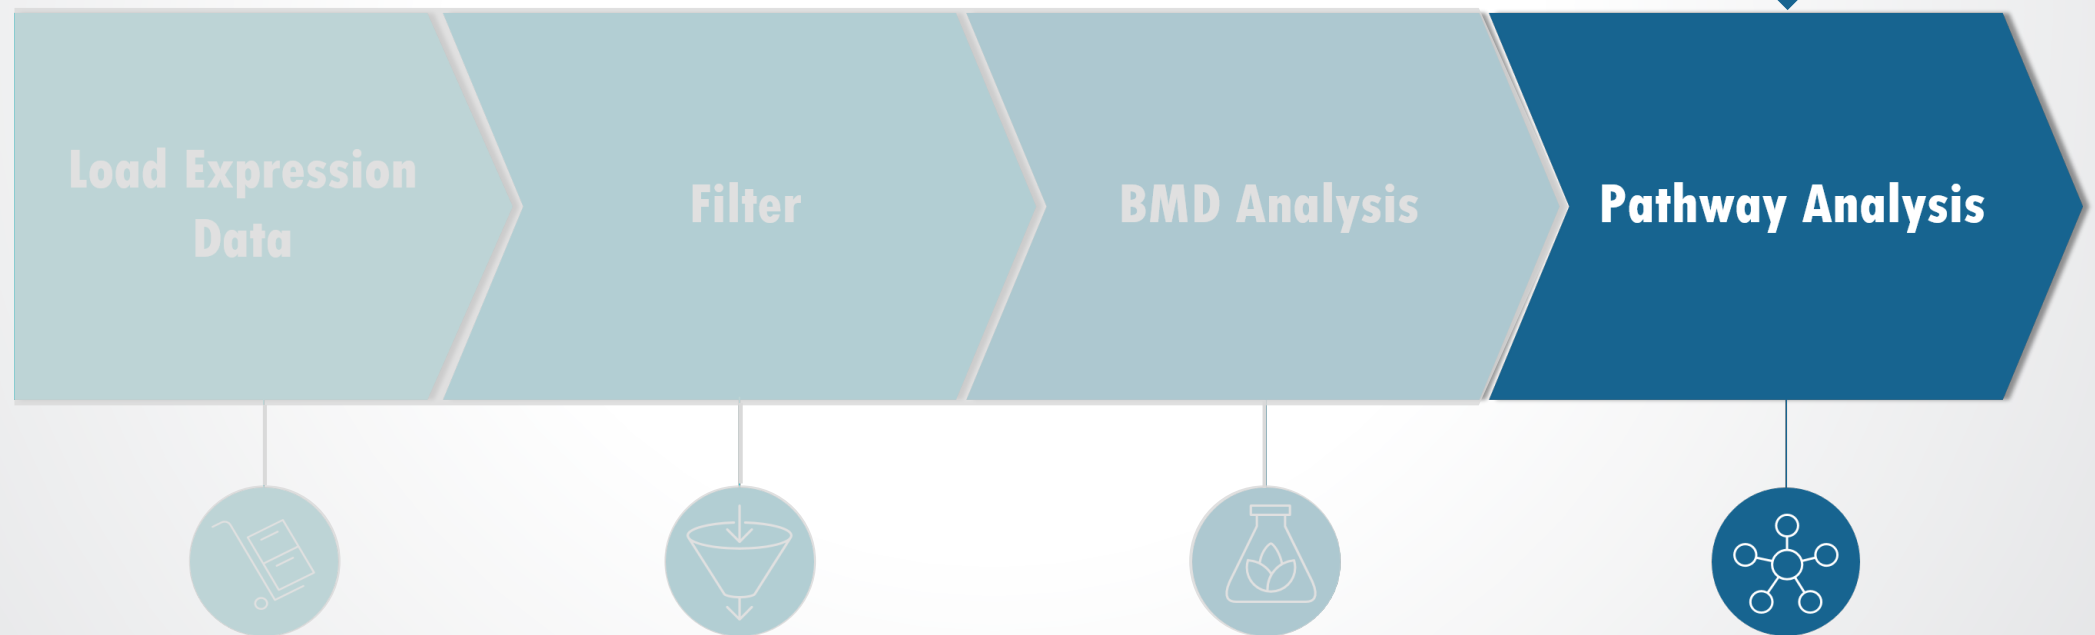 Load Expression
Data
Filter
BMD Analysis
Pathway Analysis